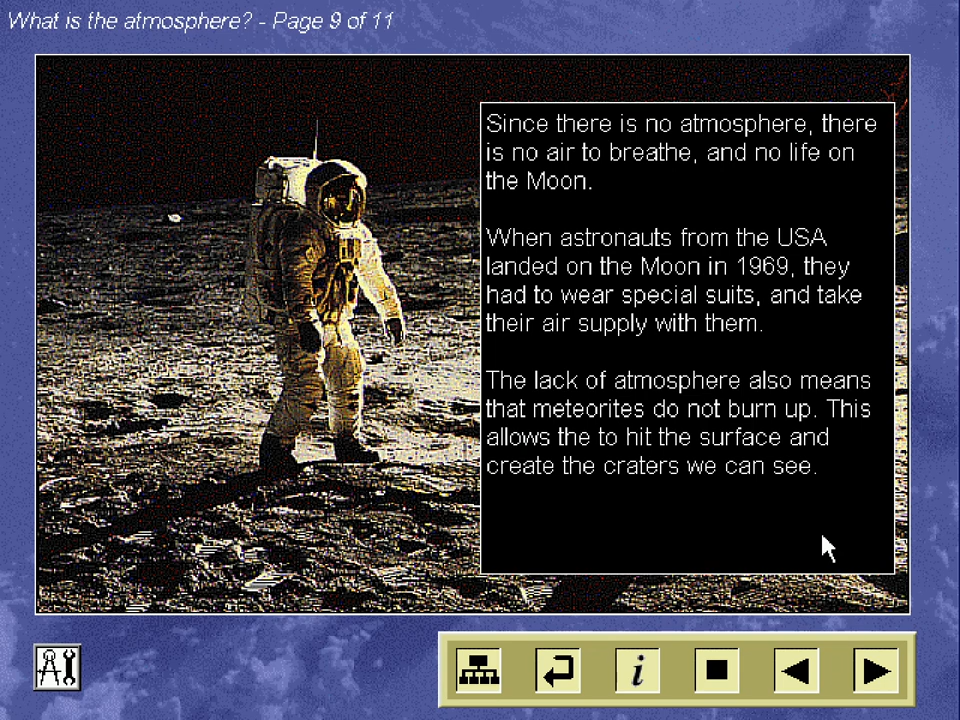 What is the atmosphere? - Page 9 of 11
Since there is no atmosphere, there
is no air to breathe, and no life on
the Moon.
When astronauts from the USA
landed on the Moon in 1969, they
had to wear special suits, and take
their air supply with them.
The lack of atmosphere also means
that meteorites do not burn up. This
allows the to hit the surface and
create the craters we can see.
i